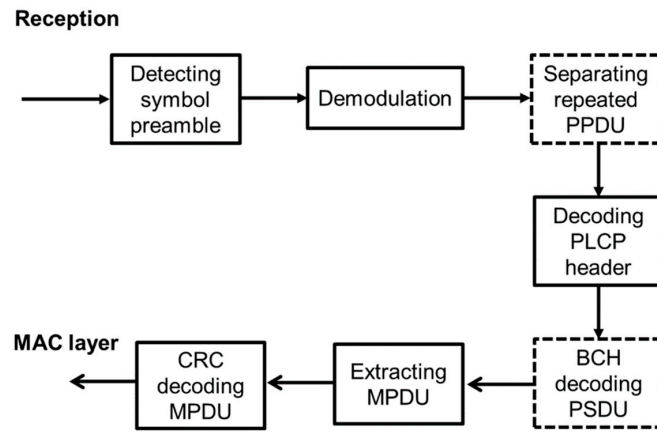 Reception
Detecting
symbol
preamble
Demodulation
Separating
repeated
PPDU
Decoding
PLCP
header
MAC layer
CRC
decoding
MPDU
Extracting
MPDU
BCH
decoding
PSDU